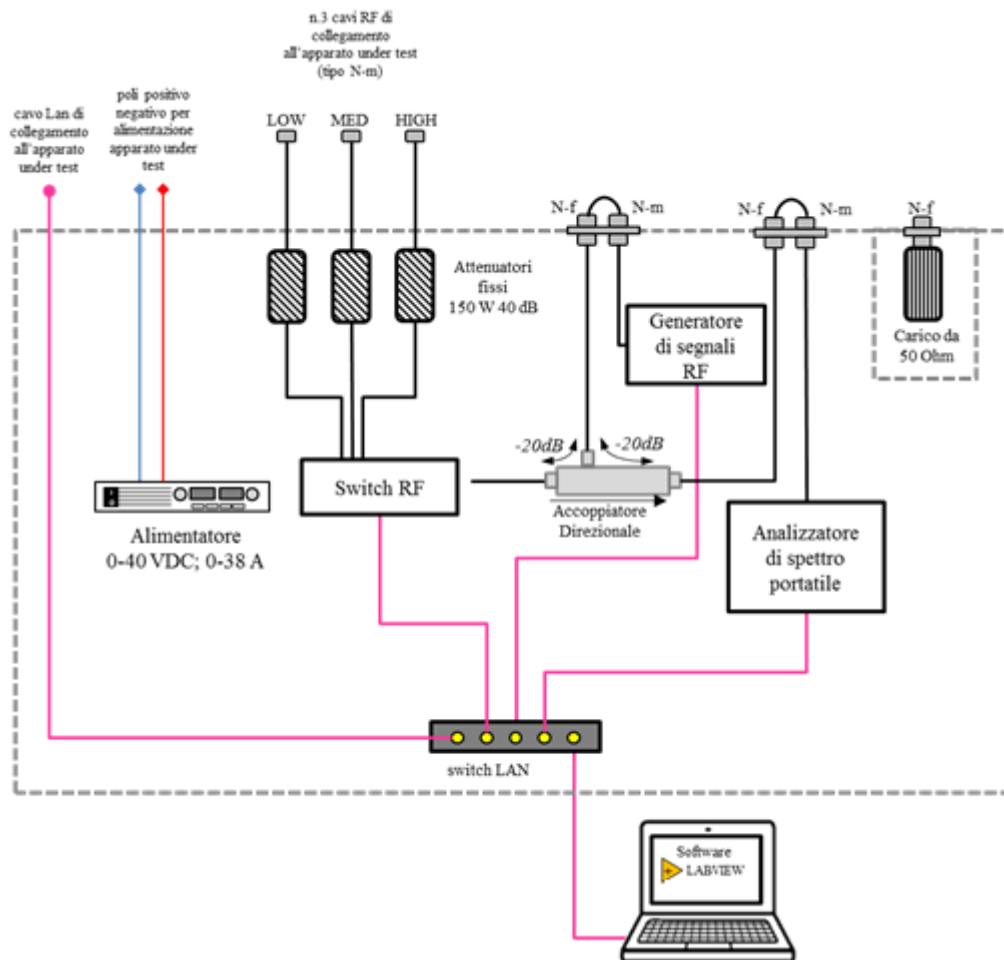 n.3 cavi RF di
collegamento
all'apparato under test
(tipo N-m)
cavo Lan di
collegamento
all'apparato
under test
poli positivo
negativo per
alimentazione
apparato under
test
LOW
MED
HIGH
N-f
N-m
N-f
N-m
N-f
Attenuatori
fissi
150 W 40 dB
Generatore
di segnali
RF
Carico da
50 Ohm
-20dB
-20dB
Switch RF
Accoppiatore
Direzionale
Alimentatore
0-40 VDC; 0-38 A
Analizzatore
di spettro
portatile
switch LAN
Software
LABVIEW